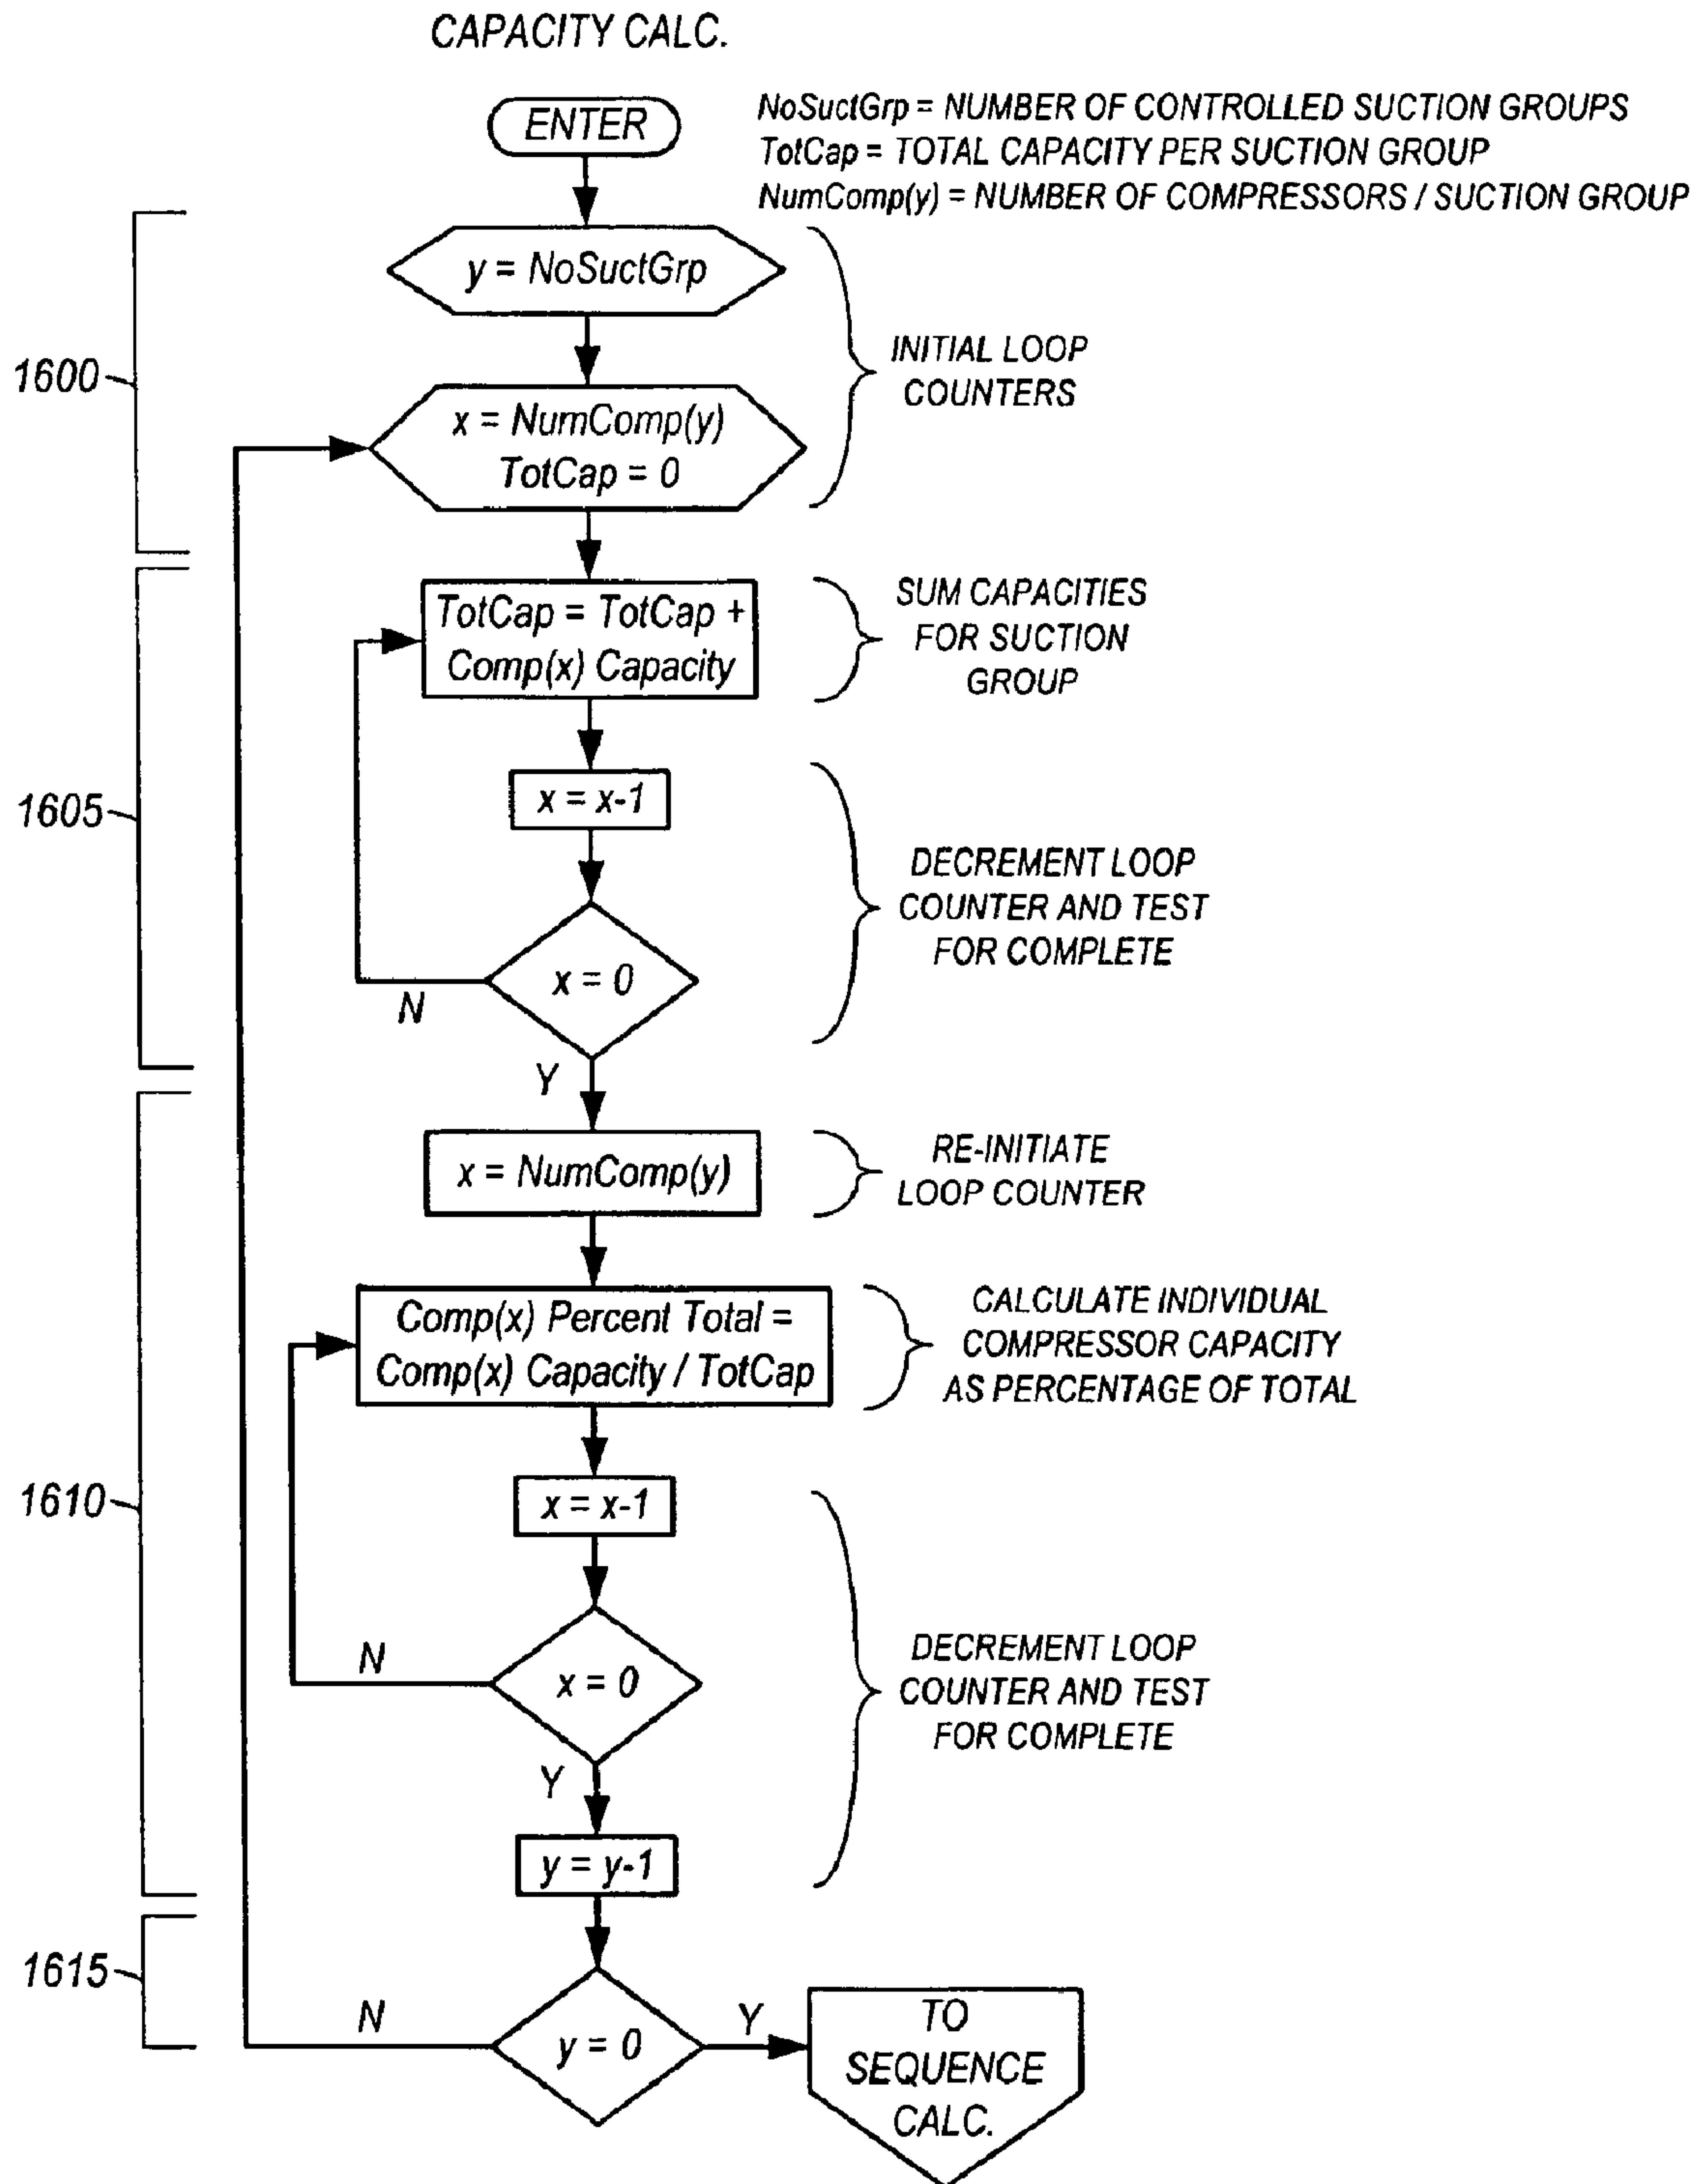 CAPACITY CALC.
ENTER
NoSuctGrp = NUMBER OF CONTROLLED SUCTION GROUPS
TotCap = TOTAL CAPACITY PER SUCTION GROUP
NumComp(y) = NUMBER OF COMPRESSORS / SUCTION GROUP
y = NoSuctGrp
INITIAL LOOP
COUNTERS
1600
x = NumComp(y)
TotCap = 0
TotCap = TotCap +
Comp(x) Capacity
SUM CAPACITIES
FOR SUCTION
GROUP
1605
x = x-1
DECREMENT LOOP
COUNTER AND TEST
FOR COMPLETE
x = 0
N
Y
x = NumComp(y)
RE-INITIATE
LOOP COUNTER
Comp(x) Percent Total =
Comp(x) Capacity / TotCap
CALCULATE INDIVIDUAL
COMPRESSOR CAPACITY
AS PERCENTAGE OF TOTAL
1610
x = x-1
N
x = 0
DECREMENT LOOP
COUNTER AND TEST
FOR COMPLETE
Y
y = y-1
1615
N
y = 0
Y
TO
SEQUENCE
CALC.